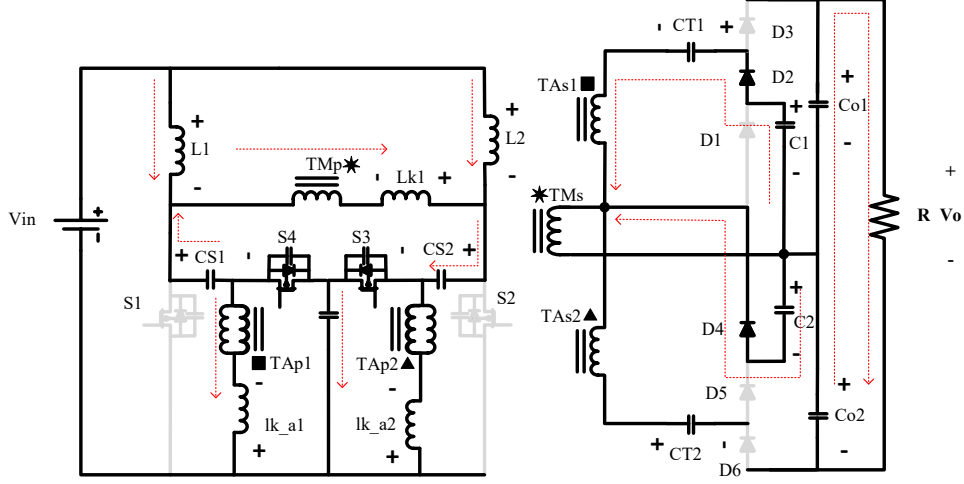 D3
CT1
D2
TAs1
Co1
L1
L2
D1
C1
TMp
Lk1
TMs
Vin
R Vo
S4
S3
CS1
CS2
S1
S2
TAs2
D4
C2
TAp1
TAp2
D5
lk_a1
lk_a2
Co2
CT2
D6